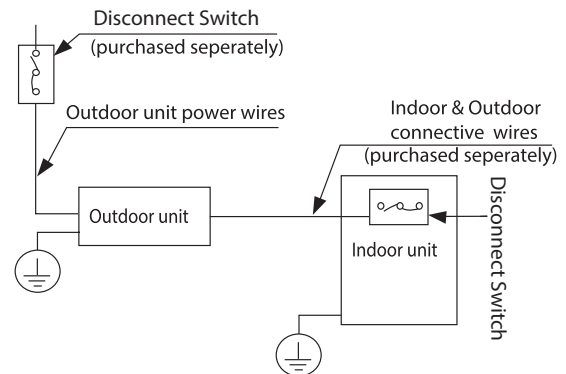 Disconnect Switch
(purchased seperately)
Outdoor unit power wires
Indoor & Outdoor
connective wires
(purchased seperately)
Outdoor unit
Indoor unit
Disconnect Switch